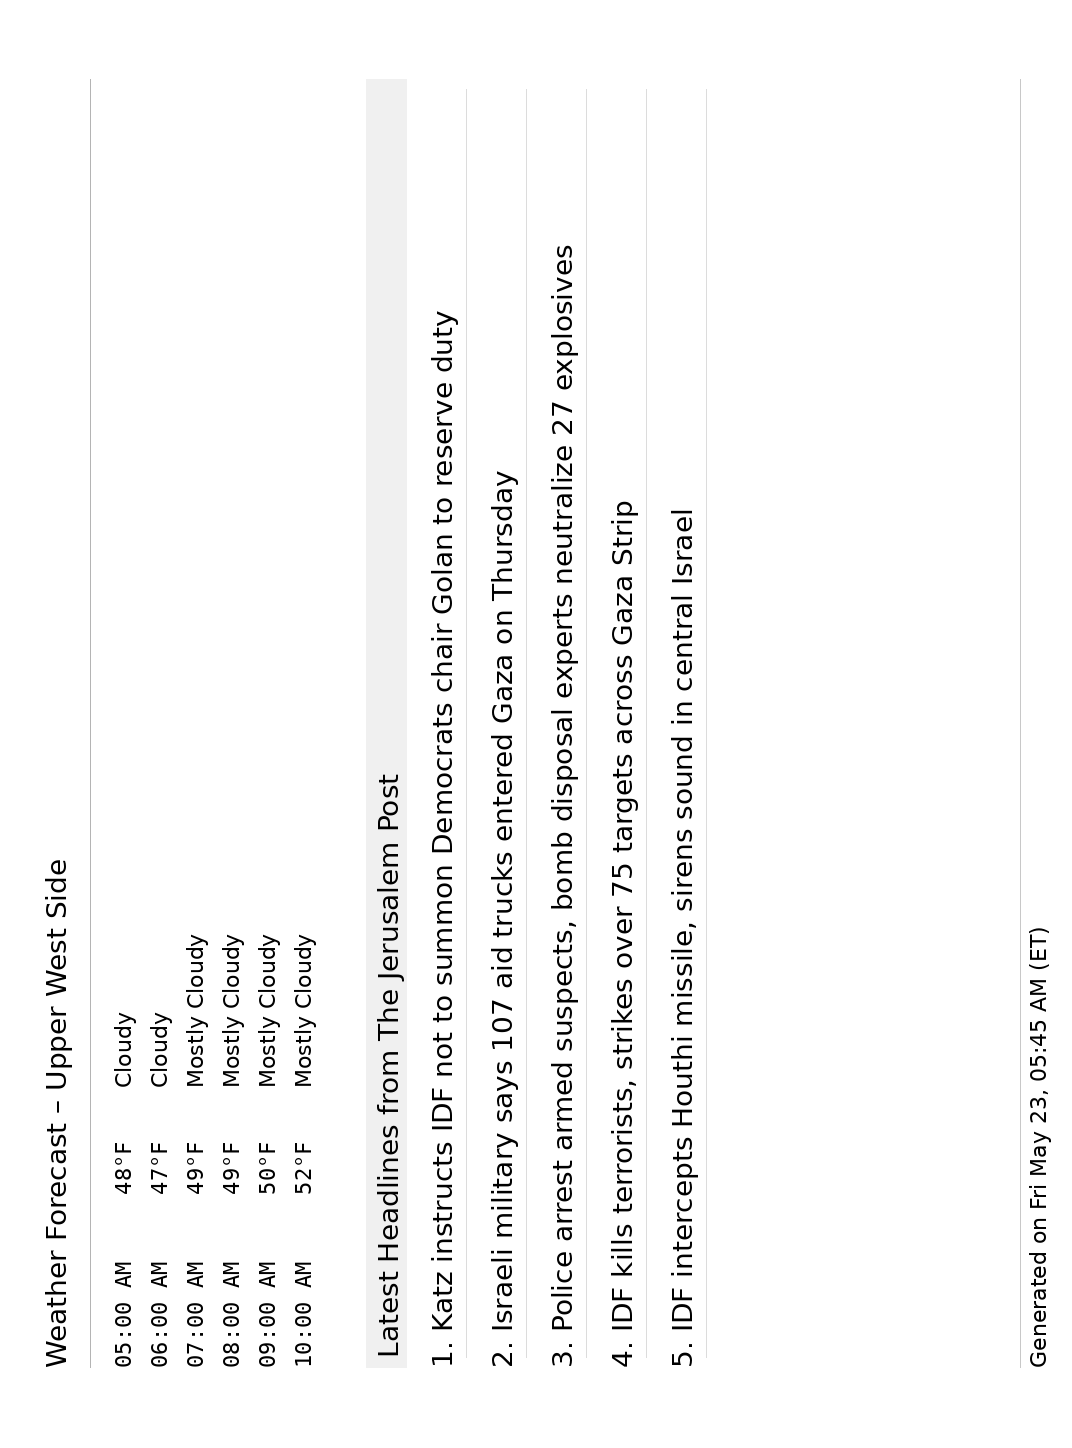 Weather Forecast – Upper West Side
05:00 AM 48°F Cloudy
06:00 AM 47°F Cloudy
07:00 AM 49°F Mostly Cloudy
08:00 AM 49°F Mostly Cloudy
09:00 AM 50°F Mostly Cloudy
10:00 AM 52°F Mostly Cloudy
Latest Headlines from The Jerusalem Post
1. Katz instructs IDF not to summon Democrats chair Golan to reserve duty
2. Israeli military says 107 aid trucks entered Gaza on Thursday
3. Police arrest armed suspects, bomb disposal experts neutralize 27 explosives
4. IDF kills terrorists, strikes over 75 targets across Gaza Strip
5. IDF intercepts Houthi missile, sirens sound in central Israel
Generated on Fri May 23, 05:45 AM (ET)